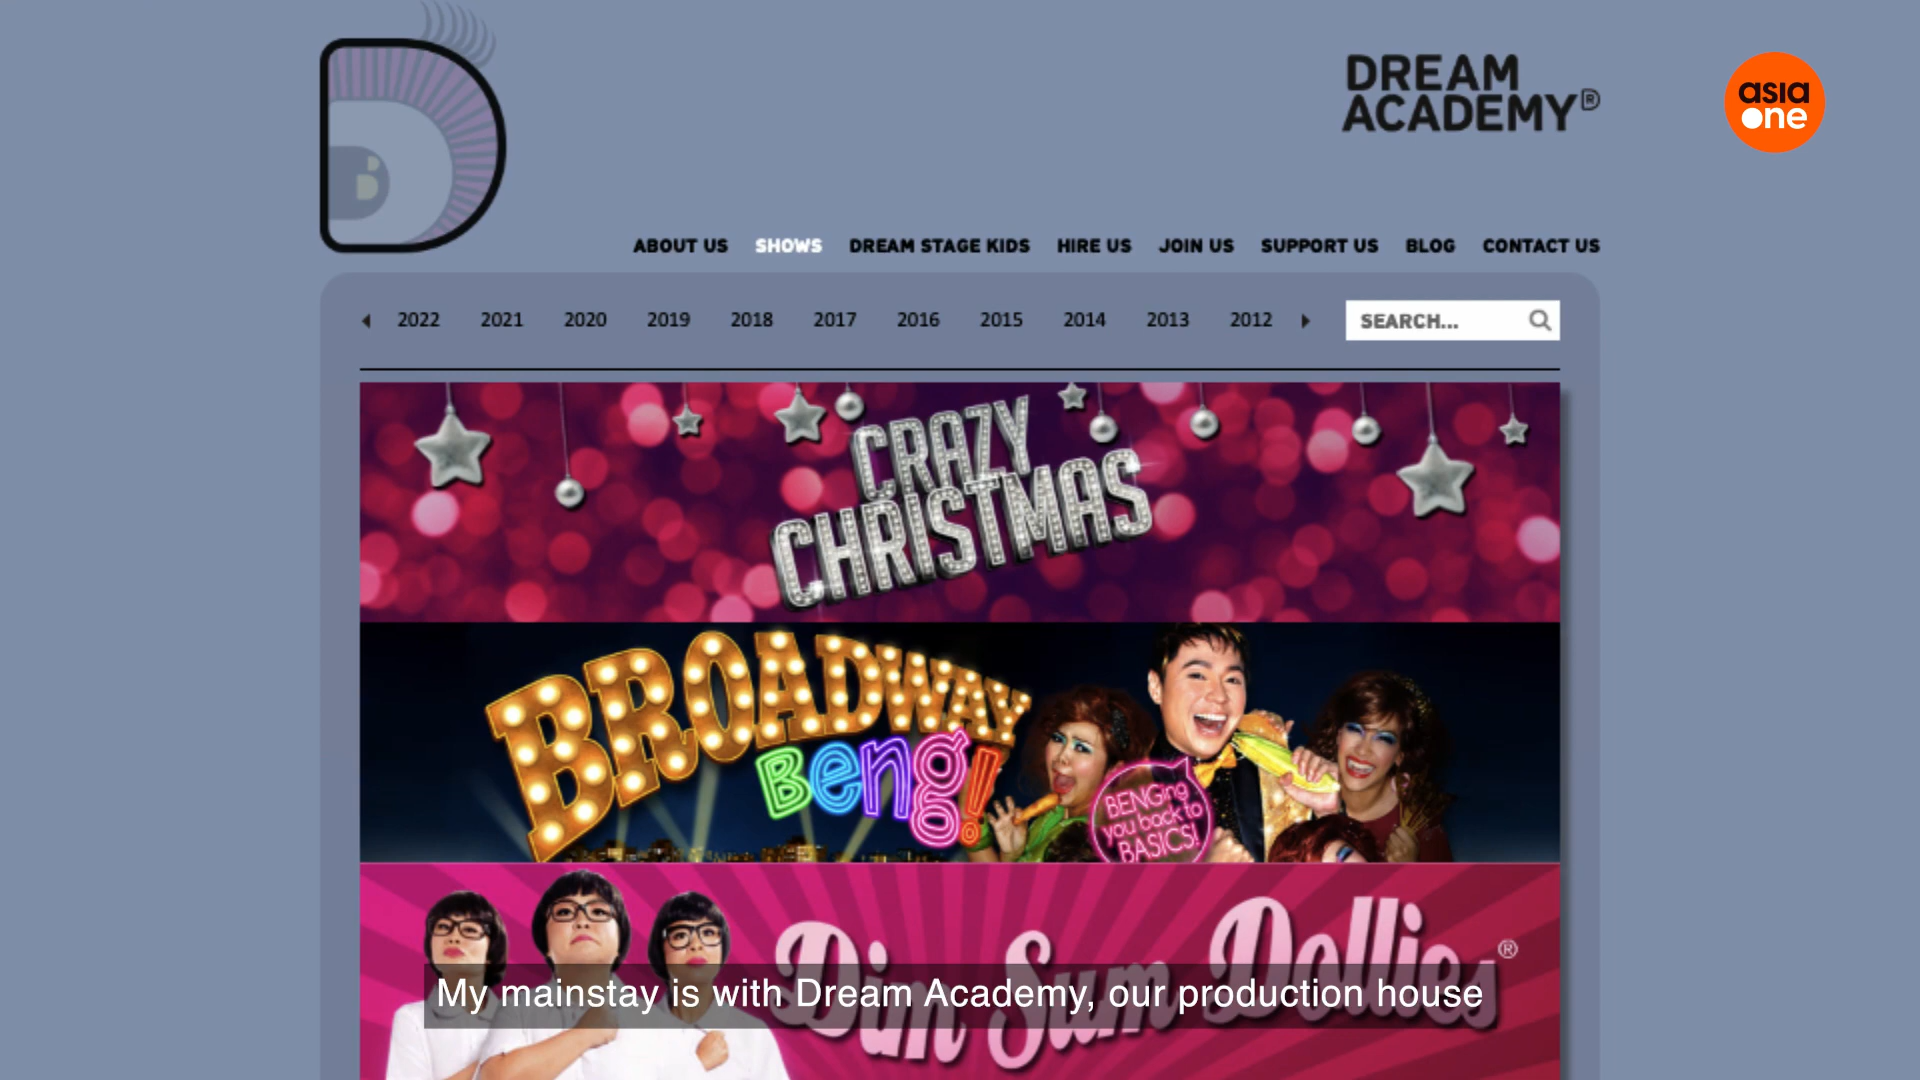 DREAM
ACADEMY®
asia
one
ABOUT US SHOWS DREAM STAGE KIDS HIRE US JOIN US SUPPORT US BLOG CONTACT US
2022 2021 2020 2019 2018 2017 2016 2015 2014 2013 2012
SEARCH...
CRAZY
CHRISTMAS
BROADWAY
Beng!
BENGing
you back to
BASICS!
Dim Sum Dollies®
My mainstay is with Dream Academy, our production house